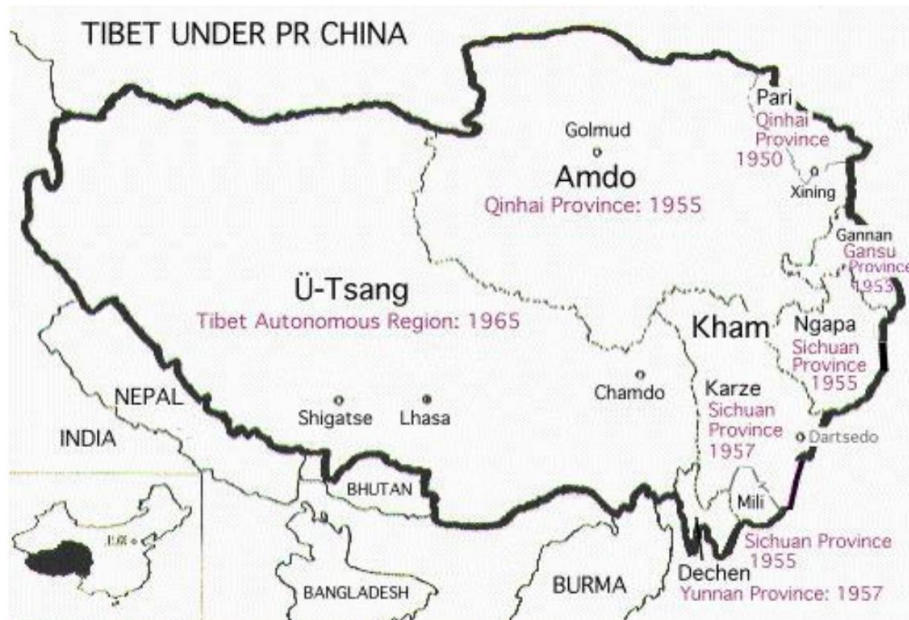 TIBET UNDER PR CHINA
Pari
Qinhai
Province
1950
Golmud
Amdo
Qinhai Province: 1955
Xining
Gannan
Gansu
Province
1953
Ü-Tsang
Tibet Autonomous Region: 1965
Kham
Ngapa
Sichuan
Province
1955
Chamdo
Karze
Sichuan
Province
1957
Shigatse
Lhasa
Dartsedo
NEPAL
INDIA
BHUTAN
Mili
Sichuan Province
1955
Dechen
Yunnan Province: 1957
BANGLADESH
BURMA